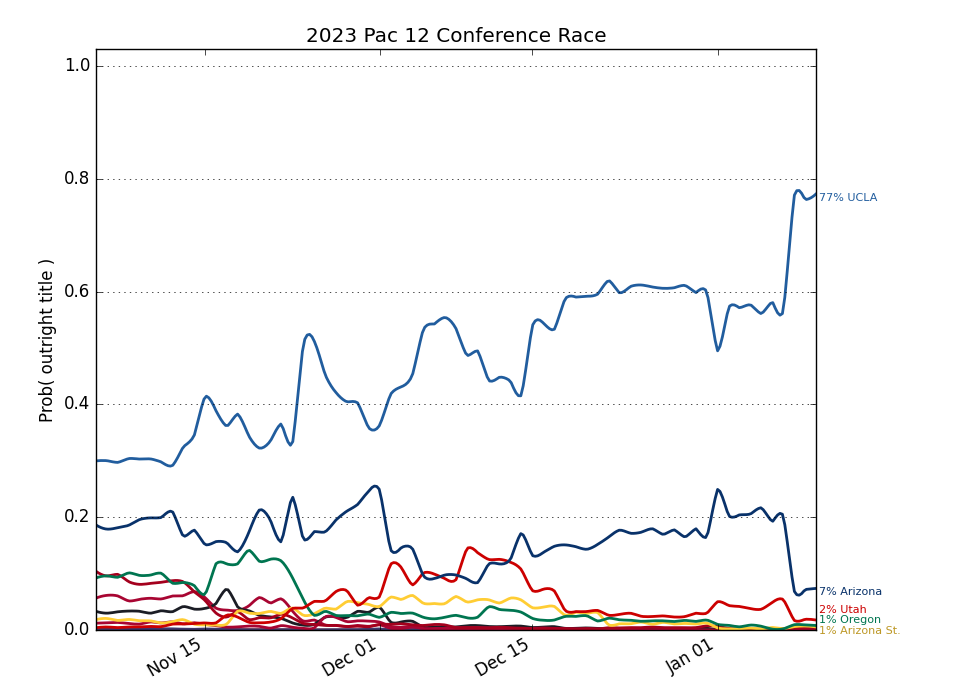 2023 Pac 12 Conference Race
Prob( outright title )
1.0
0.8
0.6
0.4
0.2
0.0
Nov 15
Dec 01
Dec 15
Jan 01
77% UCLA
7% Arizona
2% Utah
1% Oregon
1% Arizona St.